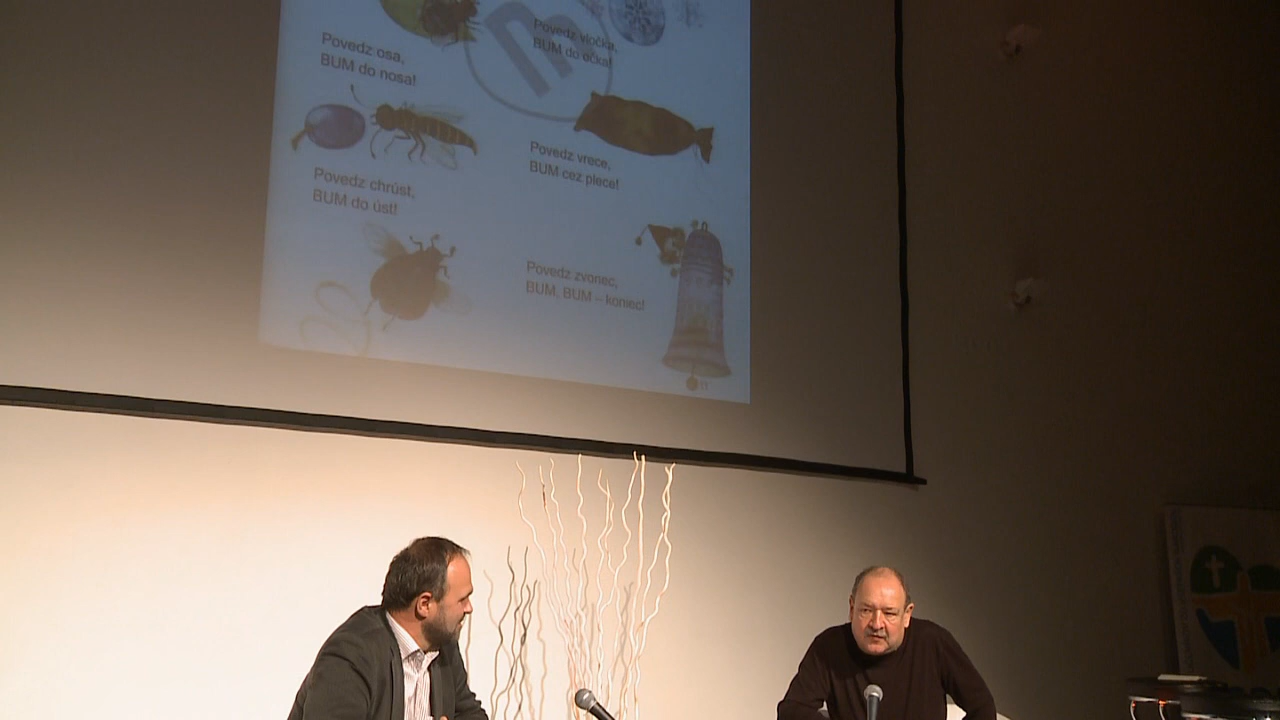 Povedz osa,
BUM do nosa!
Povedz chrúst,
BUM do úst!
Povedz vločka,
BUM do očka!
Povedz vrece,
BUM cez plece!
Povedz zvonec,
BUM, BUM – koniec!